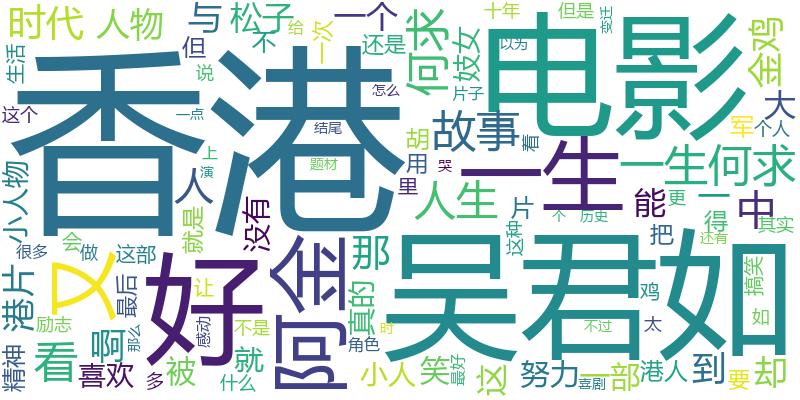 香港
电影
吴君如
一生
好
又
阿金
故事
人生
一生何求
何求
时代
人物
与
松子
一个
十年
但是
变迁
金鸡
不
给
一次
还是
妓女
以为
但
说
生活
这个
一点
怎么
片子
大
军
个人
结尾
胡
着
题材
用
哭
上
演
里
人
小人物
没有
就是
能
一
得
中
更
片
个
历史
这种
把
其实
还有
很多
会
做
这部
那
港片
最后
让
真的
鸡
搞笑
如
励志
啊
那么
感动
不是
时
角色
不过
太
精神
看
喜欢
多
被
就
什么
小人
笑
最好
这
努力
喜剧
一部
港人
到
要
却